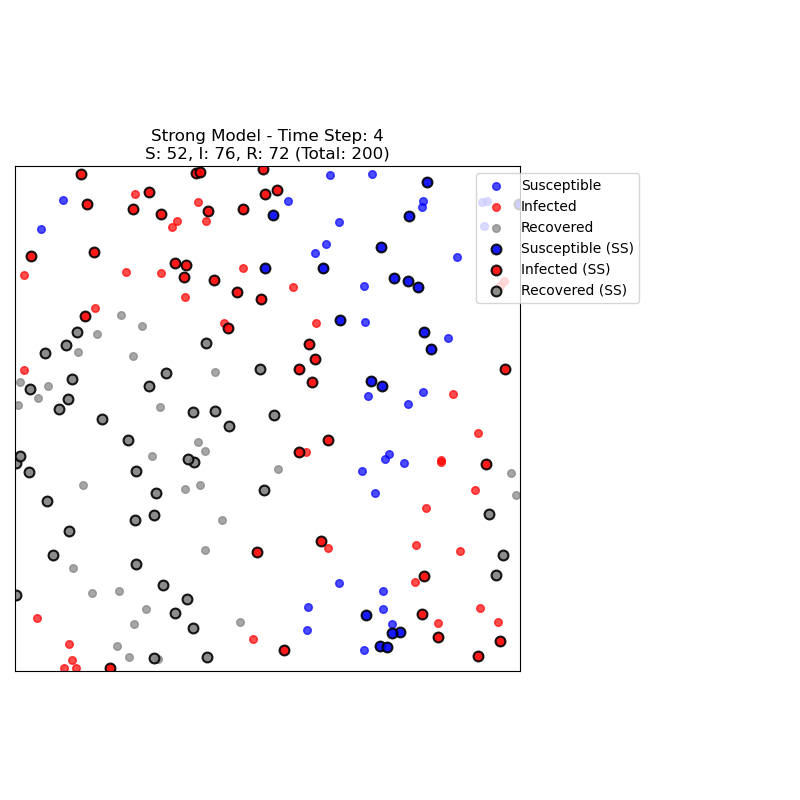 Strong Model - Time Step: 4
S: 52, I: 76, R: 72 (Total: 200)
Susceptible
Infected
Recovered
Susceptible (SS)
Infected (SS)
Recovered (SS)